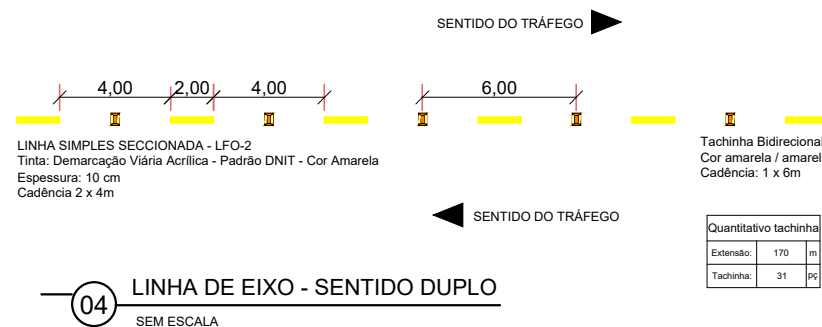 SENTIDO DO TRÁFEGO
4,00 2,00 4,00 6,00
LINHA SIMPLES SECCIONADA - LFO-2
Tinta: Demarcação Viária Acrílica - Padrão DNIT - Cor Amarela
Espessura: 10 cm
Cadência 2 x 4m
Tachinha Bidirecional
Cor amarela / amarel
Cadência: 1 x 6m
SENTIDO DO TRÁFEGO
Quantitativo tachinha
Extensão: 170 m
Tachinha: 31 pç
04 LINHA DE EIXO - SENTIDO DUPLO
SEM ESCALA